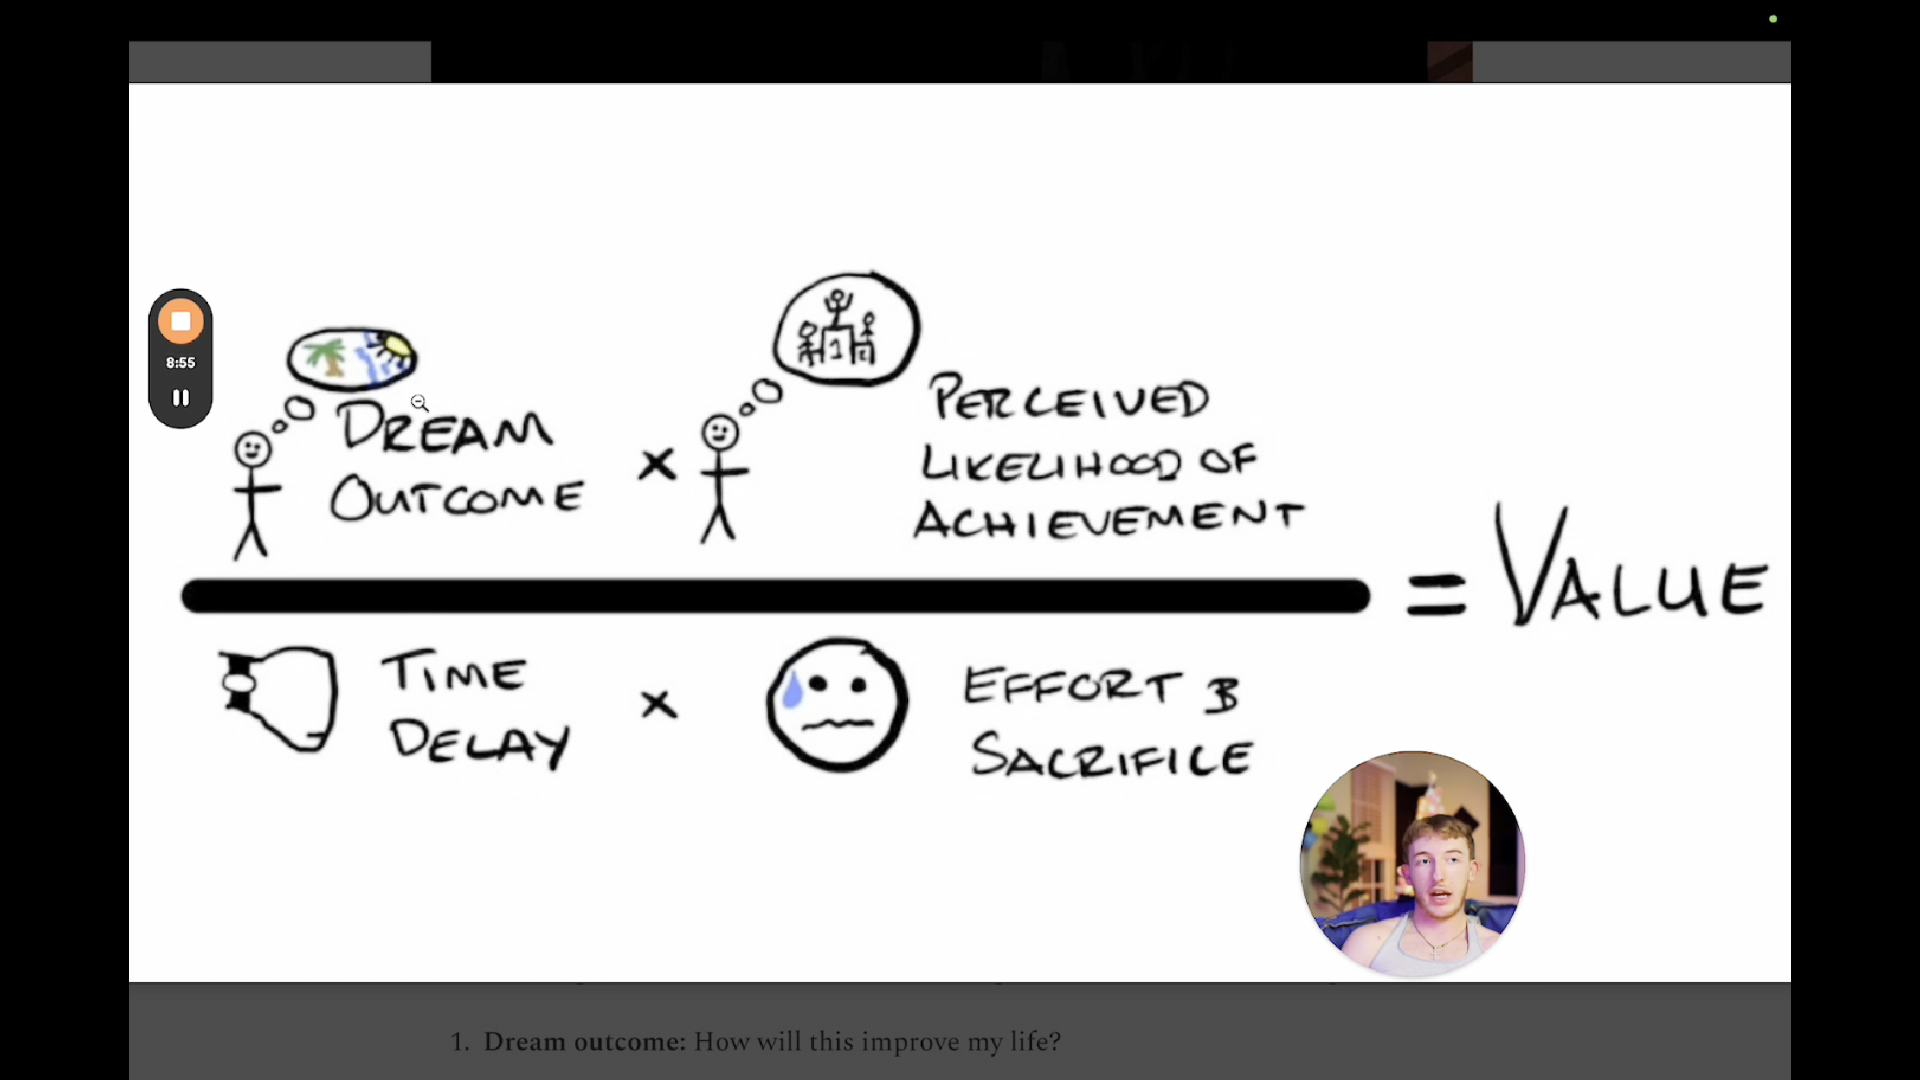 8:55
DREAM
OUTCOME
x
1
PERCEIVED
LIKELIHOOD OF
ACHIEVEMENT
= VALUE
TIME
DELAY
x
EFFORT &
SACRIFICE
1. Dream outcome: How will this improve my life?